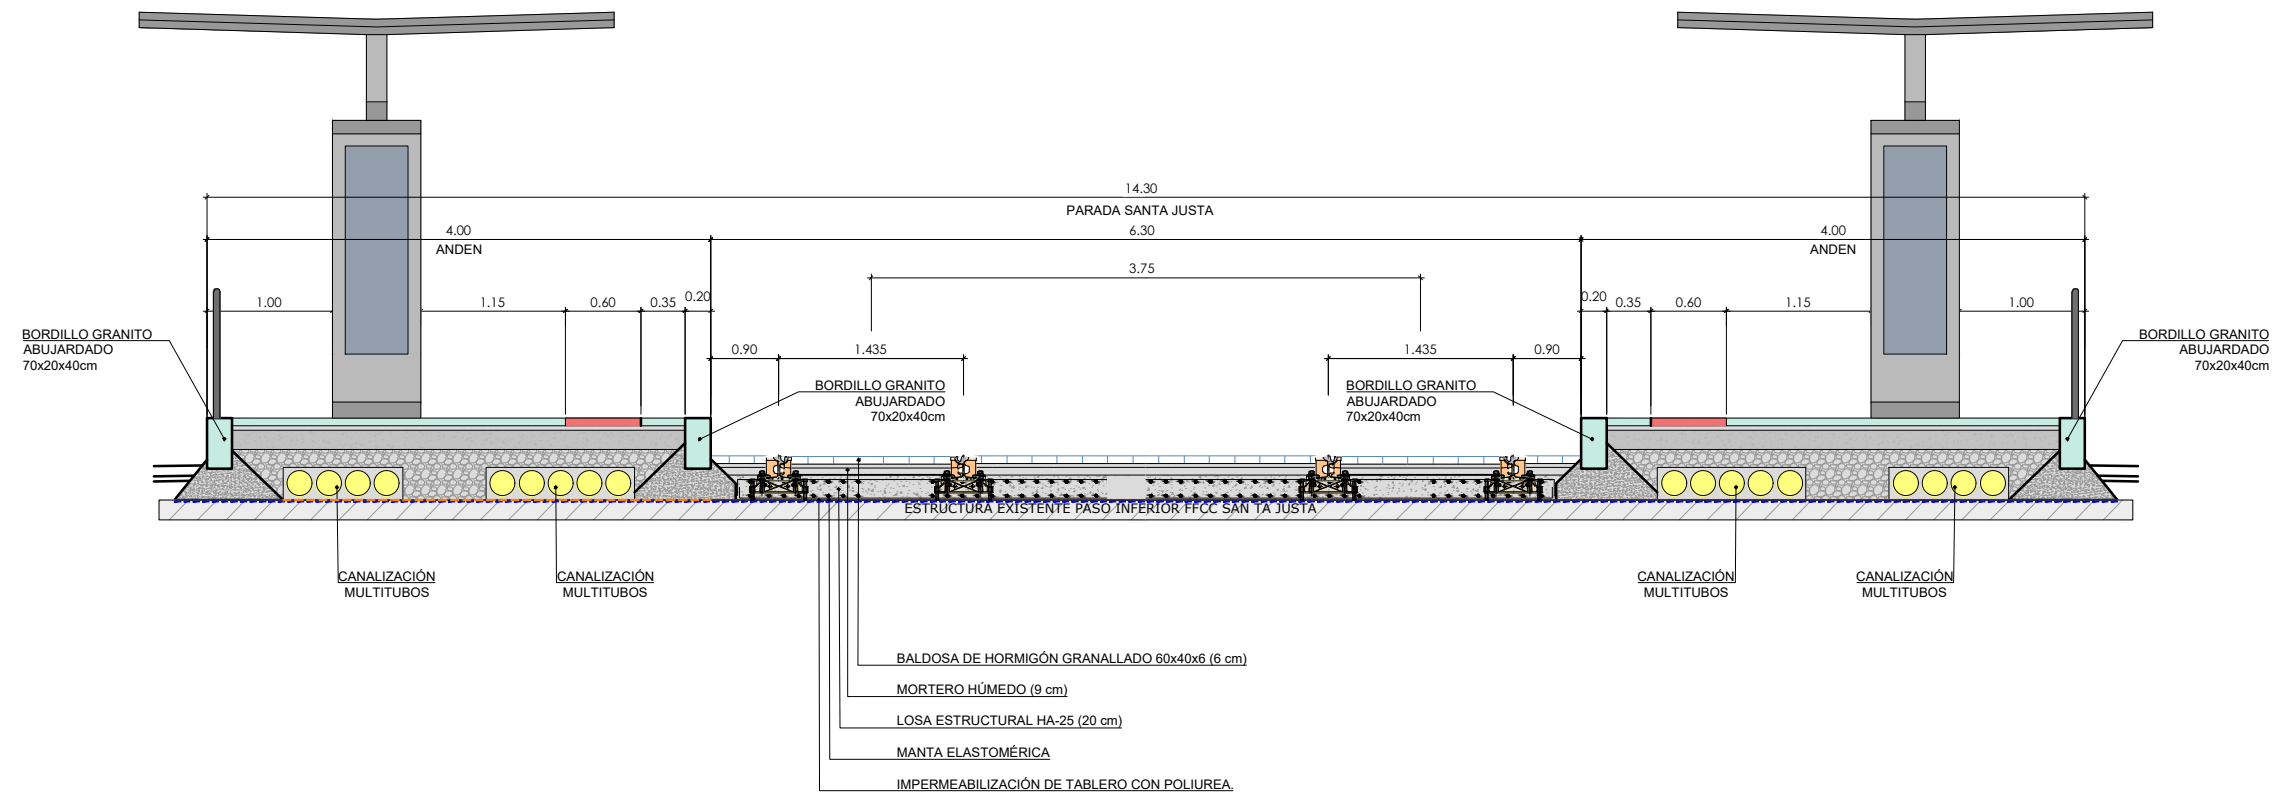 14.30
PARADA SANTA JUSTA
4.00
ANDEN
6.30
4.00
ANDEN
3.75
1.00
1.15
0.60
0.35
0.20
0.20
0.35
0.60
1.15
1.00
BORDILLO GRANITO
ABUJARDADO
70x20x40cm
0.90
1.435
1.435
0.90
BORDILLO GRANITO
ABUJARDADO
70x20x40cm
BORDILLO GRANITO
ABUJARDADO
70x20x40cm
BORDILLO GRANITO
ABUJARDADO
70x20x40cm
ESTRUCTURA EXISTENTE PASO INFERIOR FFCC SAN TA JUSTA
CANALIZACIÓN
MULTITUBOS
CANALIZACIÓN
MULTITUBOS
CANALIZACIÓN
MULTITUBOS
CANALIZACIÓN
MULTITUBOS
BALDOSA DE HORMIGÓN GRANALLADO 60x40x6 (6 cm)
MORTERO HÚMEDO (9 cm)
LOSA ESTRUCTURAL HA-25 (20 cm)
MANTA ELASTOMÉRICA
IMPERMEABILIZACIÓN DE TABLERO CON POLIUREA.